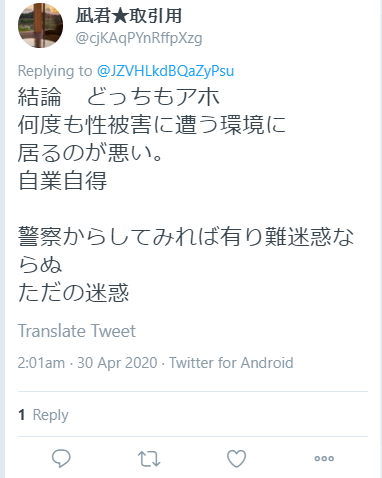 凪君★取引用
@cjKAqPYnRffpXzg
Replying to @JZVHLkdBQaZyPsu
結論　どっちもアホ
何度も性被害に遭う環境に
居るのが悪い。
自業自得
警察からしてみれば有り難迷惑な
らぬ
ただの迷惑
Translate Tweet
2:01am · 30 Apr 2020 · Twitter for Android
1 Reply